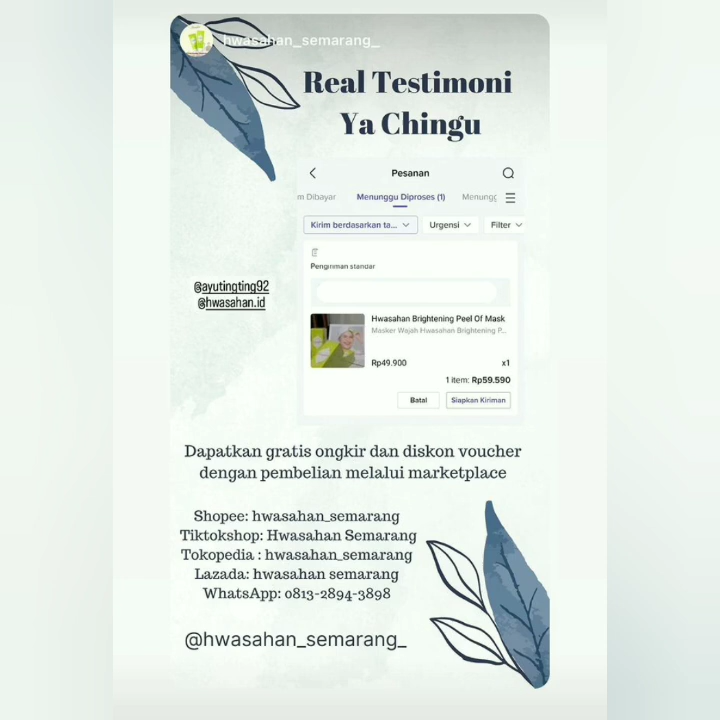 hwasahan_semarang_
Real Testimoni
Ya Chingu
Pesanan
m Dibayar Menunggu Diproses (1) Menungg
Kirim berdasarkan ta... Urgensi Filter
Pengiriman standar
@ayutingting92
@hwasahan.id
Hwasahan Brightening Peel Of Mask
Masker Wajah Hwasahan Brightening P...
Rp49.900 x1
1 item: Rp59.590
Batal Siapkan Kiriman
Dapatkan gratis ongkir dan diskon voucher
dengan pembelian melalui marketplace
Shopee: hwasahan_semarang
Tiktokshop: Hwasahan Semarang
Tokopedia : hwasahan_semarang
Lazada: hwasahan semarang
WhatsApp: 0813-2894-3898
@hwasahan_semarang_